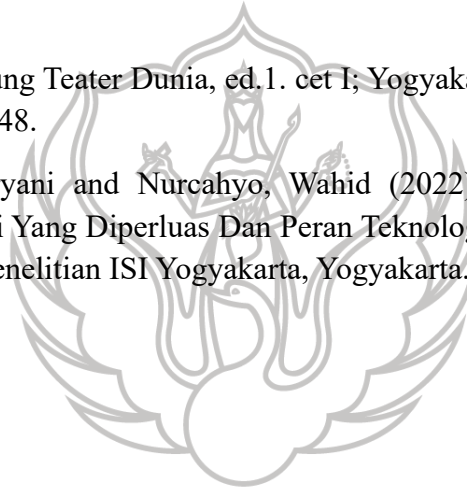 ung Teater Dunia, ed.1. cet I; Yogyaka
48.
yani and Nurcahyo, Wahid (2022)
i Yang Diperluas Dan Peran Teknolog
enelitian ISI Yogyakarta, Yogyakarta.